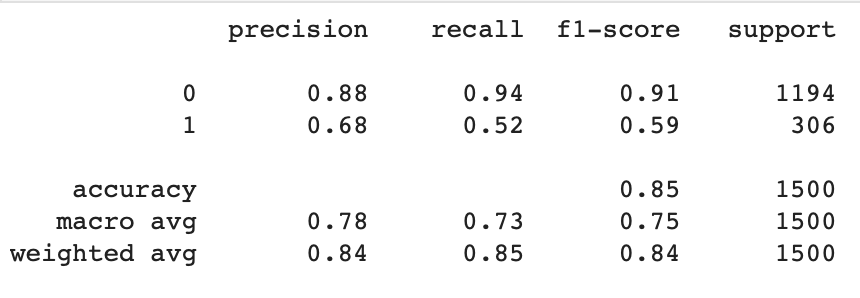 precision recall f1-score support
0 0.88 0.94 0.91 1194
1 0.68 0.52 0.59 306
accuracy 0.85 1500
macro avg 0.78 0.73 0.75 1500
weighted avg 0.84 0.85 0.84 1500